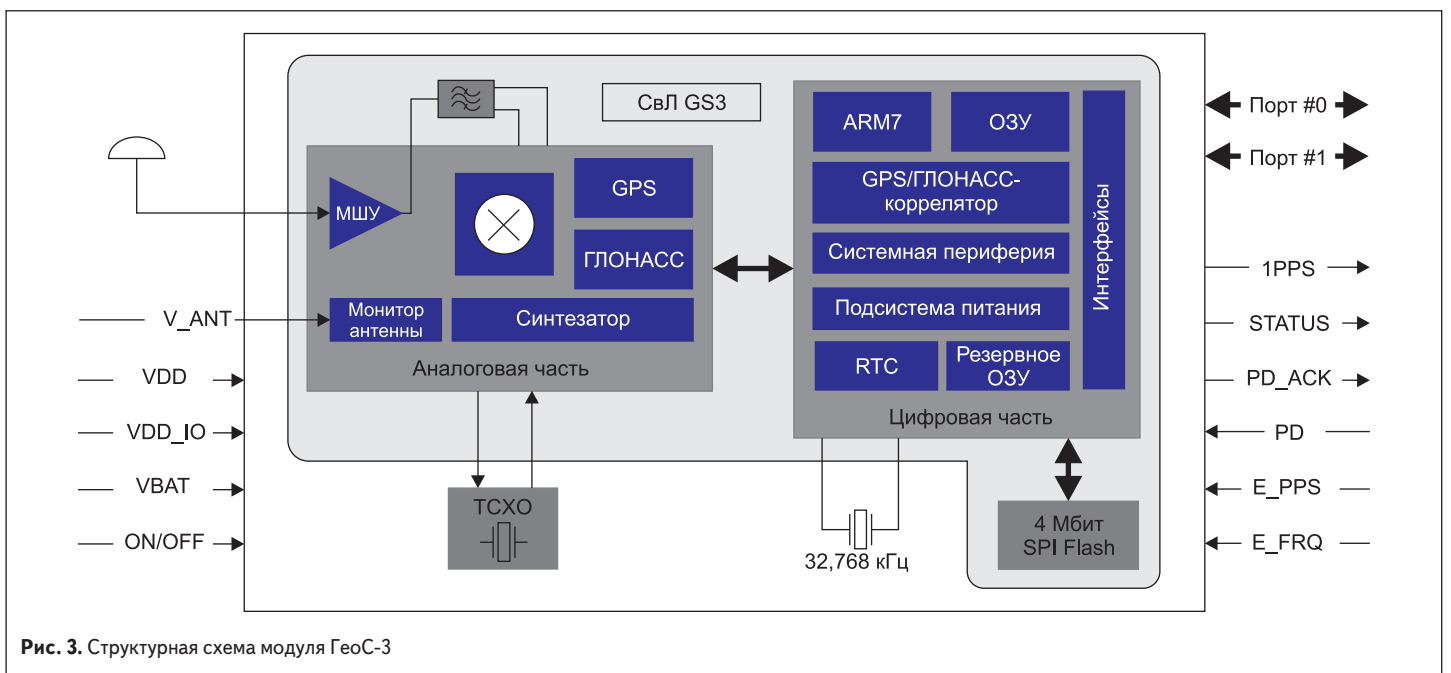 СвЛ GS3
МШУ
GPS
ГЛОНАСС
Монитор
антенны
Синтезатор
Аналоговая часть
ARM7
ОЗУ
GPS/ГЛОНАСС-
коррелятор
Системная периферия
Подсистема питания
RTC
Резервное
ОЗУ
Интерфейсы
Цифровая часть
TCXO
32,768 кГц
4 Мбит
SPI Flash
V_ANT
VDD
VDD_IO
VBAT
ON/OFF
Порт #0
Порт #1
1PPS
STATUS
PD_ACK
PD
E_PPS
E_FRQ
Рис. 3. Структурная схема модуля ГеоС-3